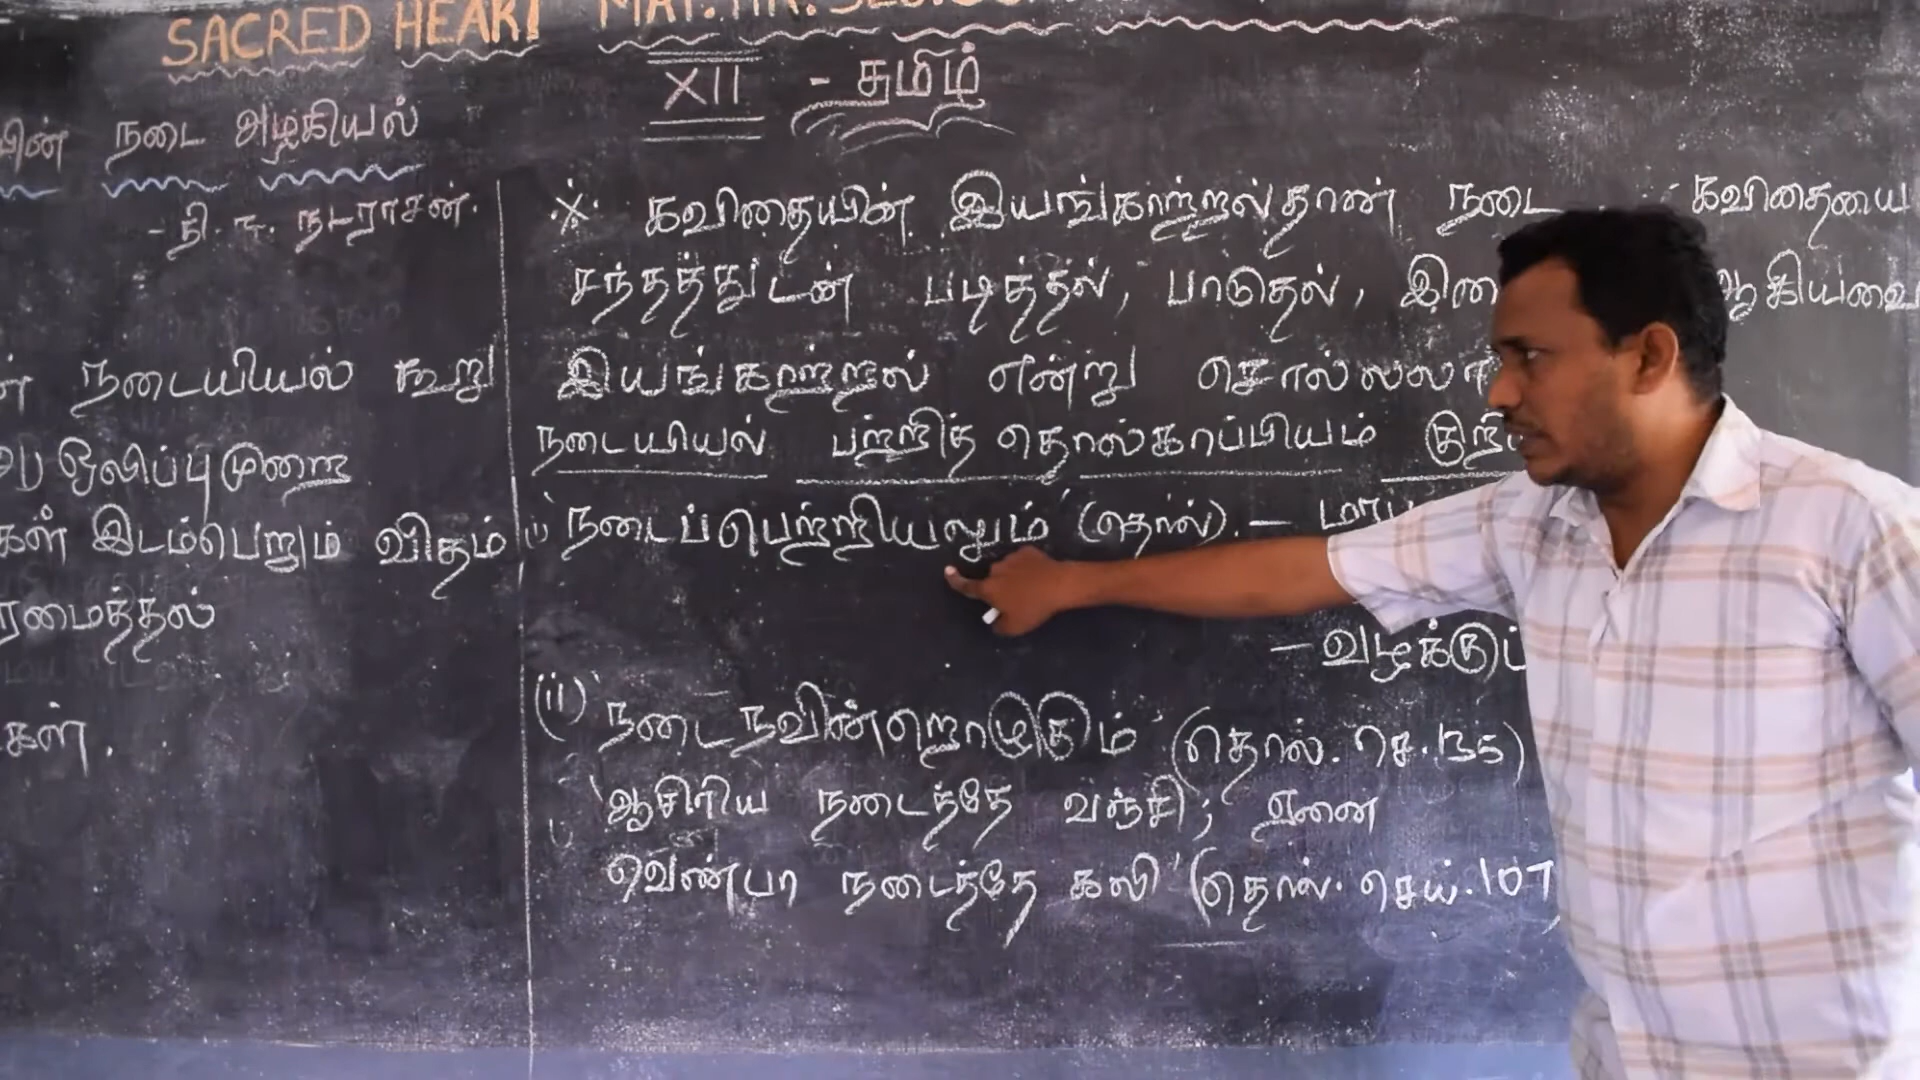 SACRED HEART MAT. HR. SEC.
XII - தமிழ்
நடை அழகியல்
- தி. சு. நடராசன்.
நடையியல் கூறு
ஒலிப்புமுறை
கள் இடம்பெறும் விதம்
ரமைத்தல்
கள்.
* கவிதையின் இயங்காற்றல்தான் நடை. கவிதையை
சந்தத்துடன் படித்தல், பாடுதல், ஆகியவை
இயங்காற்றல் என்று சொல்லலா
நடையியல் பற்றித் தொல்காப்பியம்
i) 'நடைப்பெற்றியலும்' (தொல்). -
- வழக்குப்
(ii) 'நடைநவின்றொழுகும்' (தொல். செ. 135)
'ஆசிரிய நடைத்தே வஞ்சி; ஏனை
வெண்பா நடைத்தே கலி' (தொல். செய். 107